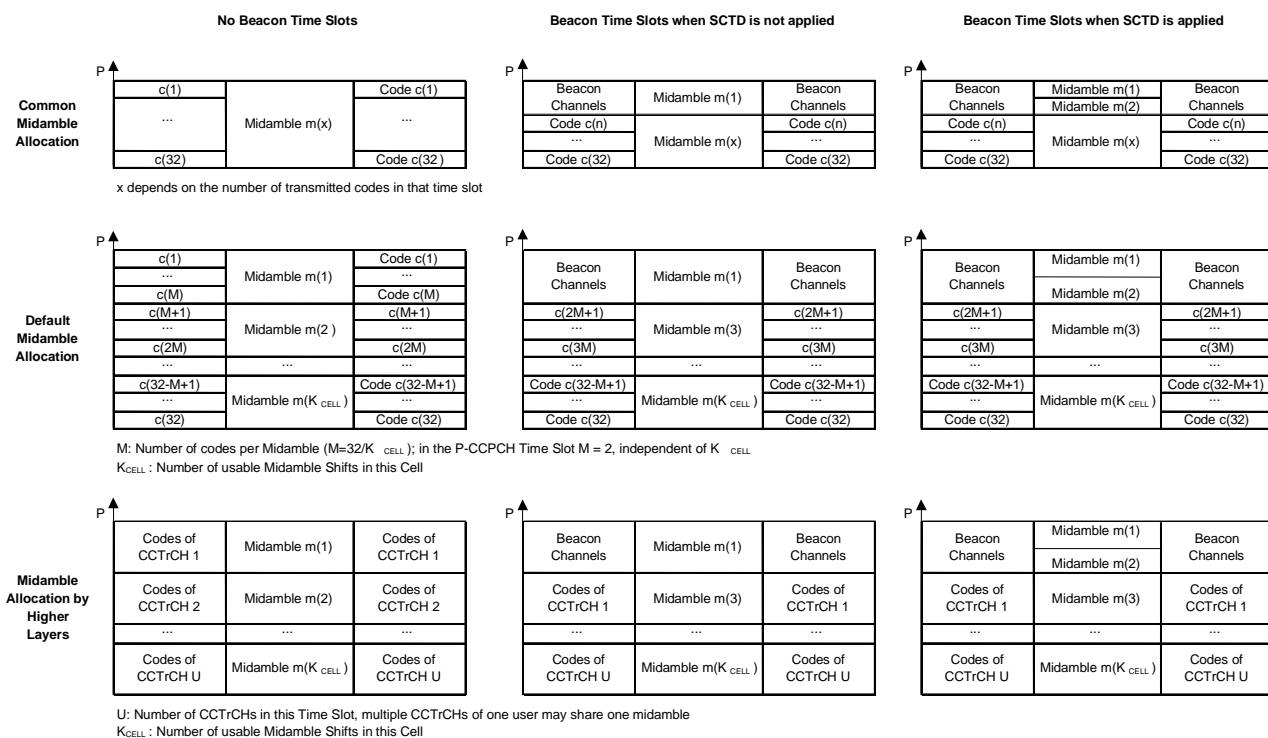 No Beacon Time Slots
Beacon Time Slots when SCTD is not applied
Beacon Time Slots when SCTD is applied
Common
Midamble
Allocation
P
c(1)
...
c(32)
Midamble m(x)
Code c(1)
...
Code c(32)
x depends on the number of transmitted codes in that time slot
P
Beacon
Channels
Code c(n)
...
Code c(32)
Midamble m(1)
Midamble m(x)
Beacon
Channels
Code c(n)
...
Code c(32)
P
Beacon
Channels
Code c(n)
...
Code c(32)
Midamble m(1)
Midamble m(2)
Midamble m(x)
Beacon
Channels
Code c(n)
...
Code c(32)
Default
Midamble
Allocation
P
c(1)
...
c(M)
c(M+1)
...
c(2M)
...
c(32-M+1)
...
c(32)
Midamble m(1)
Midamble m(2)
...
Midamble m(K CELL)
Code c(1)
...
Code c(M)
c(M+1)
...
c(2M)
...
Code c(32-M+1)
...
Code c(32)
P
Beacon
Channels
c(2M+1)
...
c(3M)
...
Code c(32-M+1)
...
Code c(32)
Midamble m(1)
Midamble m(3)
...
Midamble m(K CELL)
Beacon
Channels
c(2M+1)
...
c(3M)
...
Code c(32-M+1)
...
Code c(32)
P
Beacon
Channels
c(2M+1)
...
c(3M)
...
Code c(32-M+1)
...
Code c(32)
Midamble m(1)
Midamble m(2)
Midamble m(3)
...
Midamble m(K CELL)
Beacon
Channels
c(2M+1)
...
c(3M)
...
Code c(32-M+1)
...
Code c(32)
M: Number of codes per Midamble (M=32/K CELL); in the P-CCPCH Time Slot M = 2, independent of K CELL
KCELL : Number of usable Midamble Shifts in this Cell
Midamble
Allocation by
Higher
Layers
P
Codes of
CCTrCH 1
Codes of
CCTrCH 2
...
Codes of
CCTrCH U
Midamble m(1)
Midamble m(2)
...
Midamble m(K CELL)
Codes of
CCTrCH 1
Codes of
CCTrCH 2
...
Codes of
CCTrCH U
P
Beacon
Channels
Codes of
CCTrCH 1
...
Codes of
CCTrCH U
Midamble m(1)
Midamble m(3)
...
Midamble m(K CELL)
Beacon
Channels
Codes of
CCTrCH 1
...
Codes of
CCTrCH U
P
Beacon
Channels
Codes of
CCTrCH 1
...
Codes of
CCTrCH U
Midamble m(1)
Midamble m(2)
Midamble m(3)
...
Midamble m(K CELL)
Beacon
Channels
Codes of
CCTrCH 1
...
Codes of
CCTrCH U
U: Number of CCTrCHs in this Time Slot, multiple CCTrCHs of one user may share one midamble
KCELL : Number of usable Midamble Shifts in this Cell